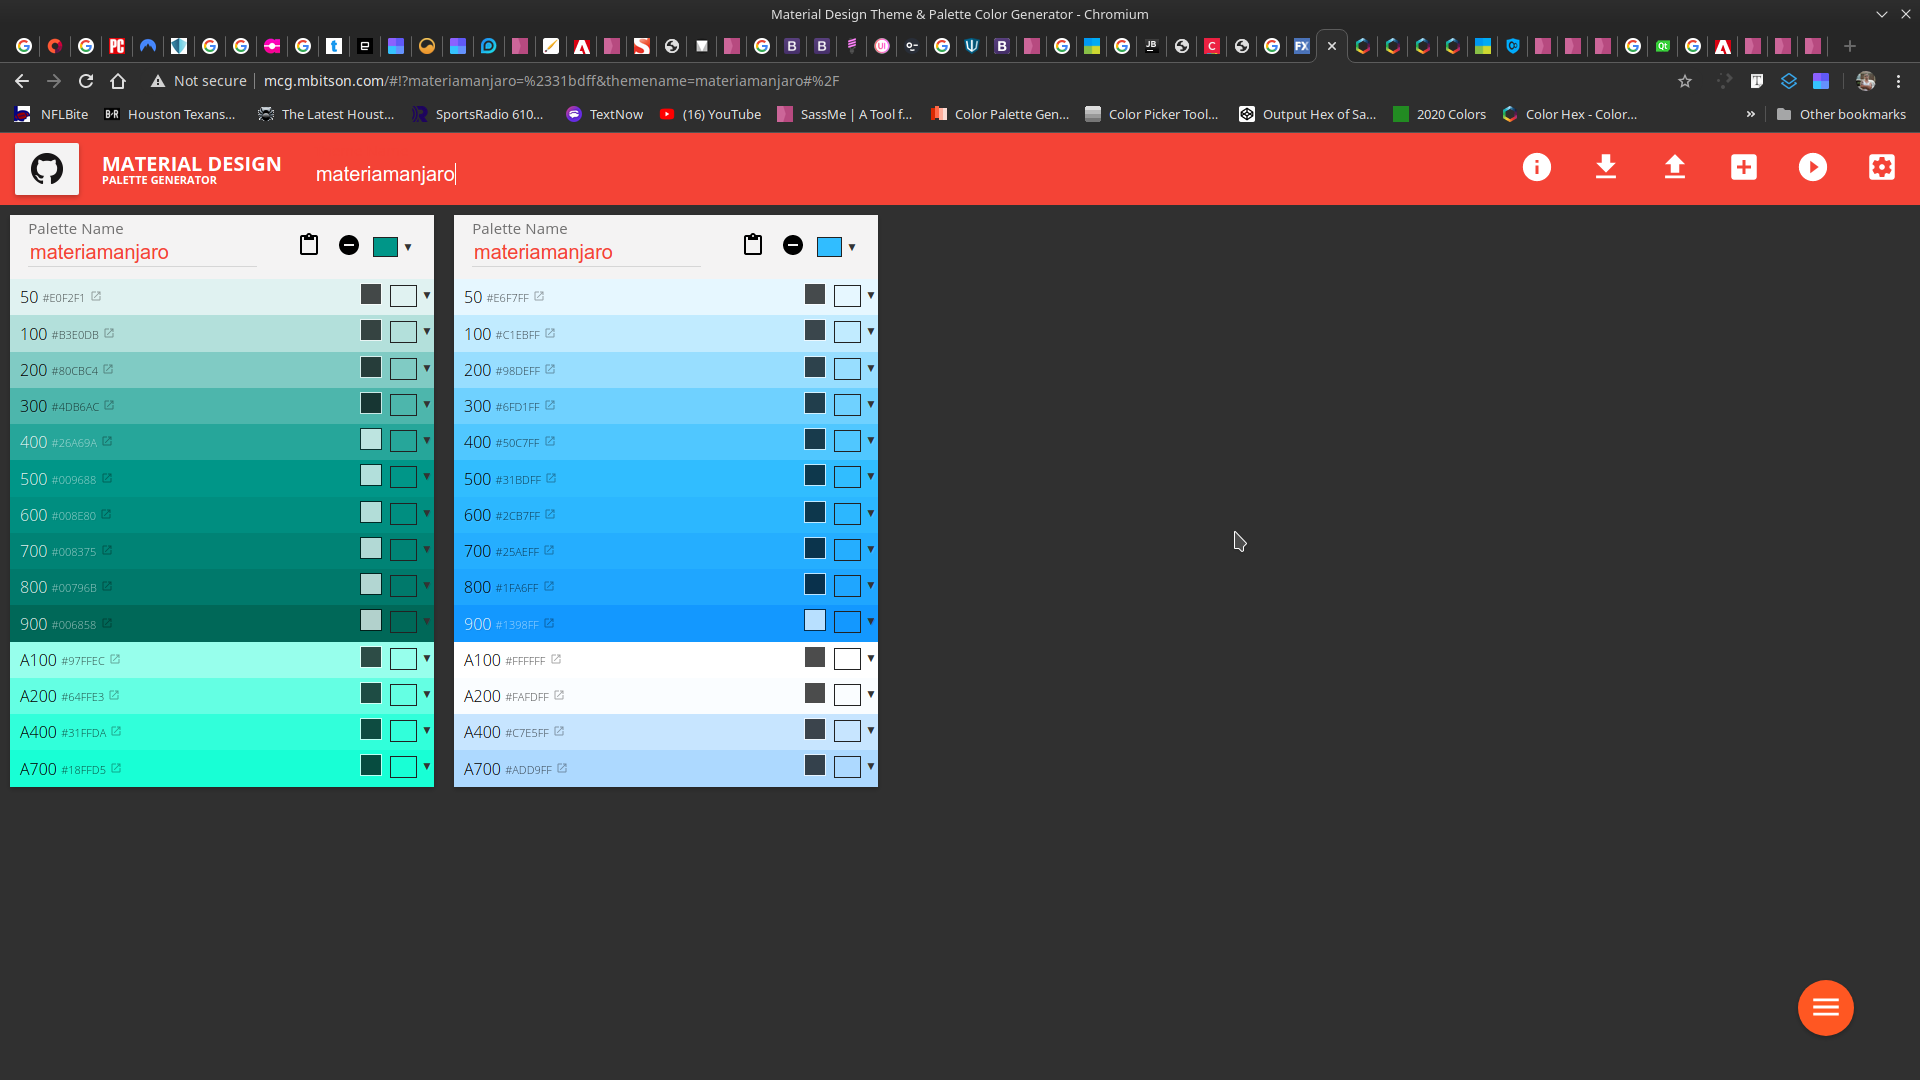 Material Design Theme & Palette Color Generator - Chromium
Not secure mcg.mbitson.com/#!?materiamanjaro=%2331bdff&themename=materiamanjaro#%2F
NFLBite Houston Texans... The Latest Houst... SportsRadio 610... TextNow (16) YouTube SassMe | A Tool f... Color Palette Gen... Color Picker Tool... Output Hex of Sa... 2020 Colors Color Hex - Color... » Other bookmarks
MATERIAL DESIGN
PALETTE GENERATOR
materiamanjaro
Palette Name
materiamanjaro
50 #E0F2F1
100 #B3E0DB
200 #80CBC4
300 #4DB6AC
400 #26A69A
500 #009688
600 #008E80
700 #008375
800 #00796B
900 #006858
A100 #97FFEC
A200 #64FFE3
A400 #31FFDA
A700 #18FFD5
Palette Name
materiamanjaro
50 #E6F7FF
100 #C1EBFF
200 #98DEFF
300 #6FD1FF
400 #50C7FF
500 #31BDFF
600 #2CB7FF
700 #25AEFF
800 #1FA6FF
900 #1398FF
A100 #FFFFFF
A200 #FAFDFF
A400 #C7E5FF
A700 #ADD9FF